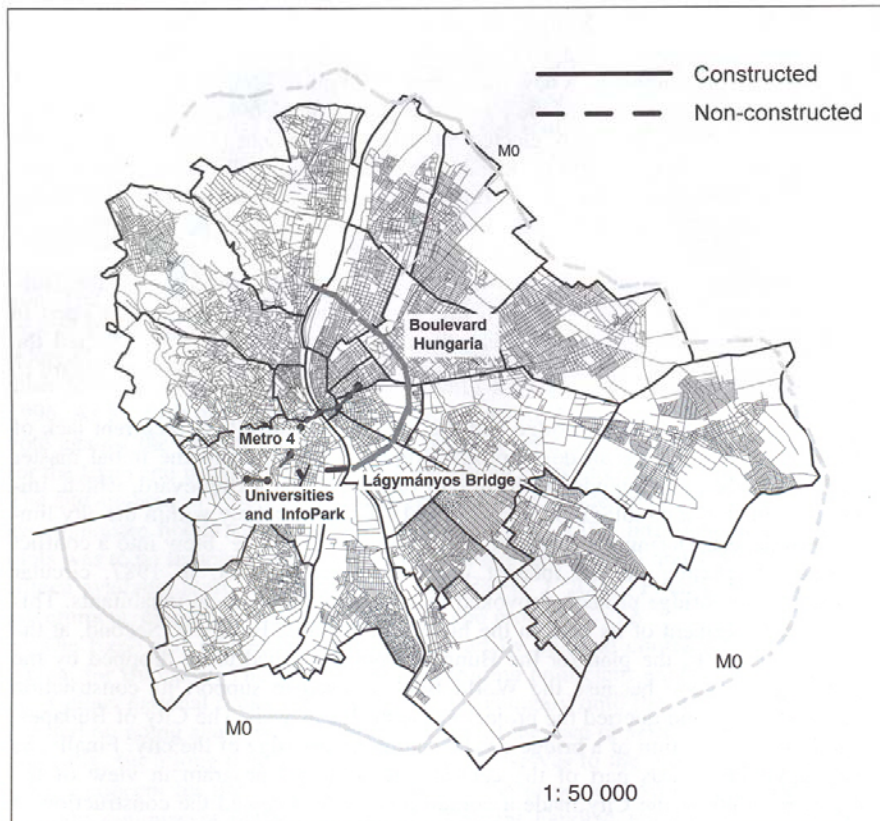 Constructed
Non-constructed
M0
Boulevard
Hungaria
Metro 4
Lágymányos Bridge
Universities
and InfoPark
M0
M0
1: 50 000